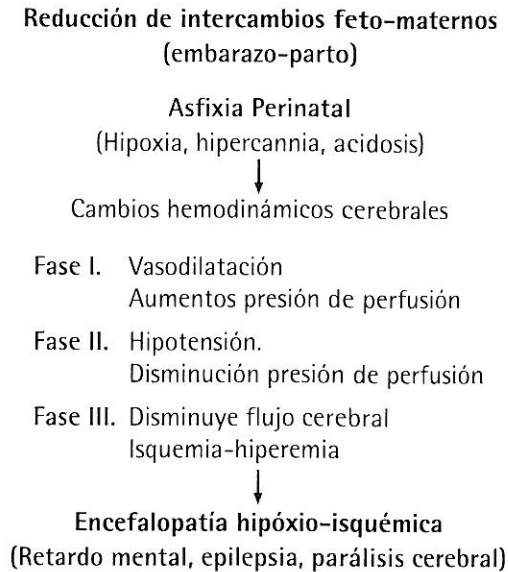 Reducción de intercambios feto-maternos
(embarazo-parto)
Asfixia Perinatal
(Hipoxia, hipercannia, acidosis)
Cambios hemodinámicos cerebrales
Fase I. Vasodilatación
Aumentos presión de perfusión
Fase II. Hipotensión.
Disminución presión de perfusión
Fase III. Disminuye flujo cerebral
Isquemia-hiperemia
Encefalopatía hipóxio-isquémica
(Retardo mental, epilepsia, parálisis cerebral)